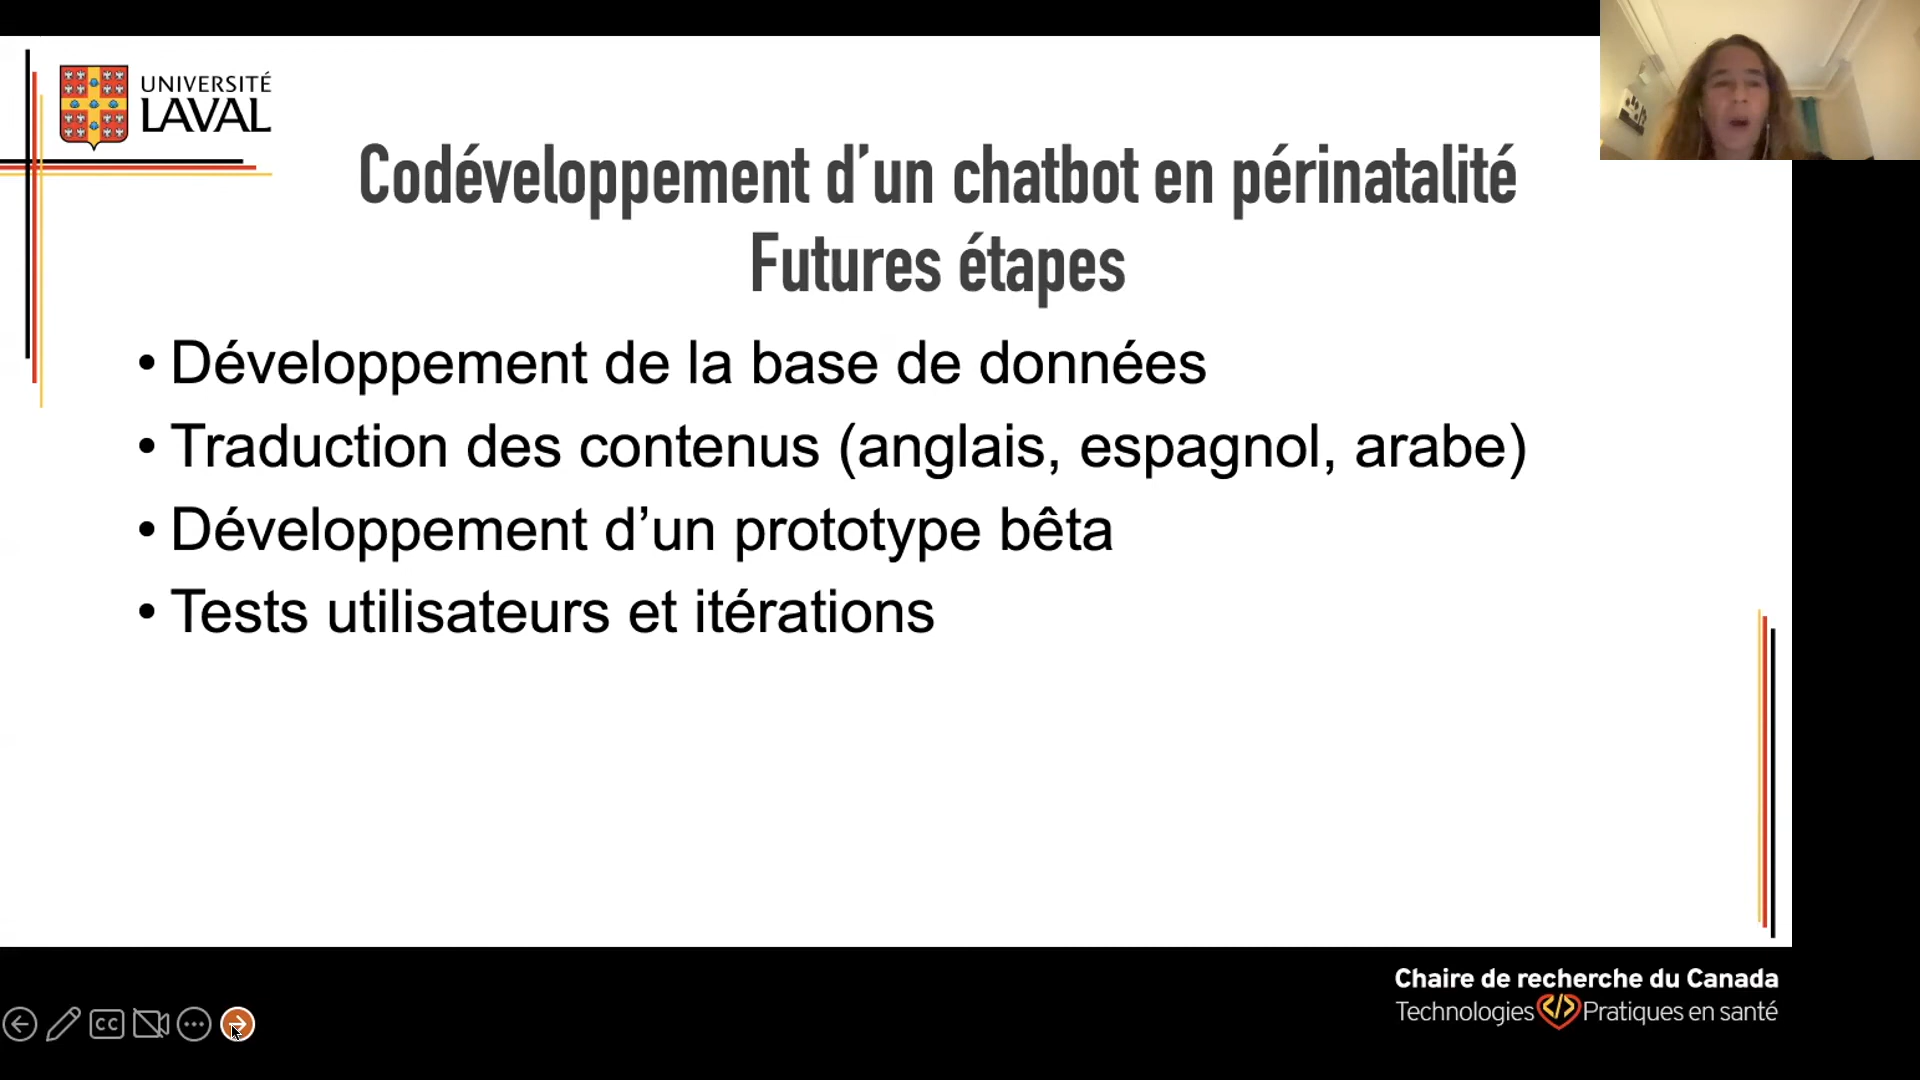 UNIVERSITÉ
LAVAL
Codéveloppement d’un chatbot en périnatalité
Futures étapes
• Développement de la base de données
• Traduction des contenus (anglais, espagnol, arabe)
• Développement d’un prototype bêta
• Tests utilisateurs et itérations
Chaire de recherche du Canada
Technologies </> Pratiques en santé
CC